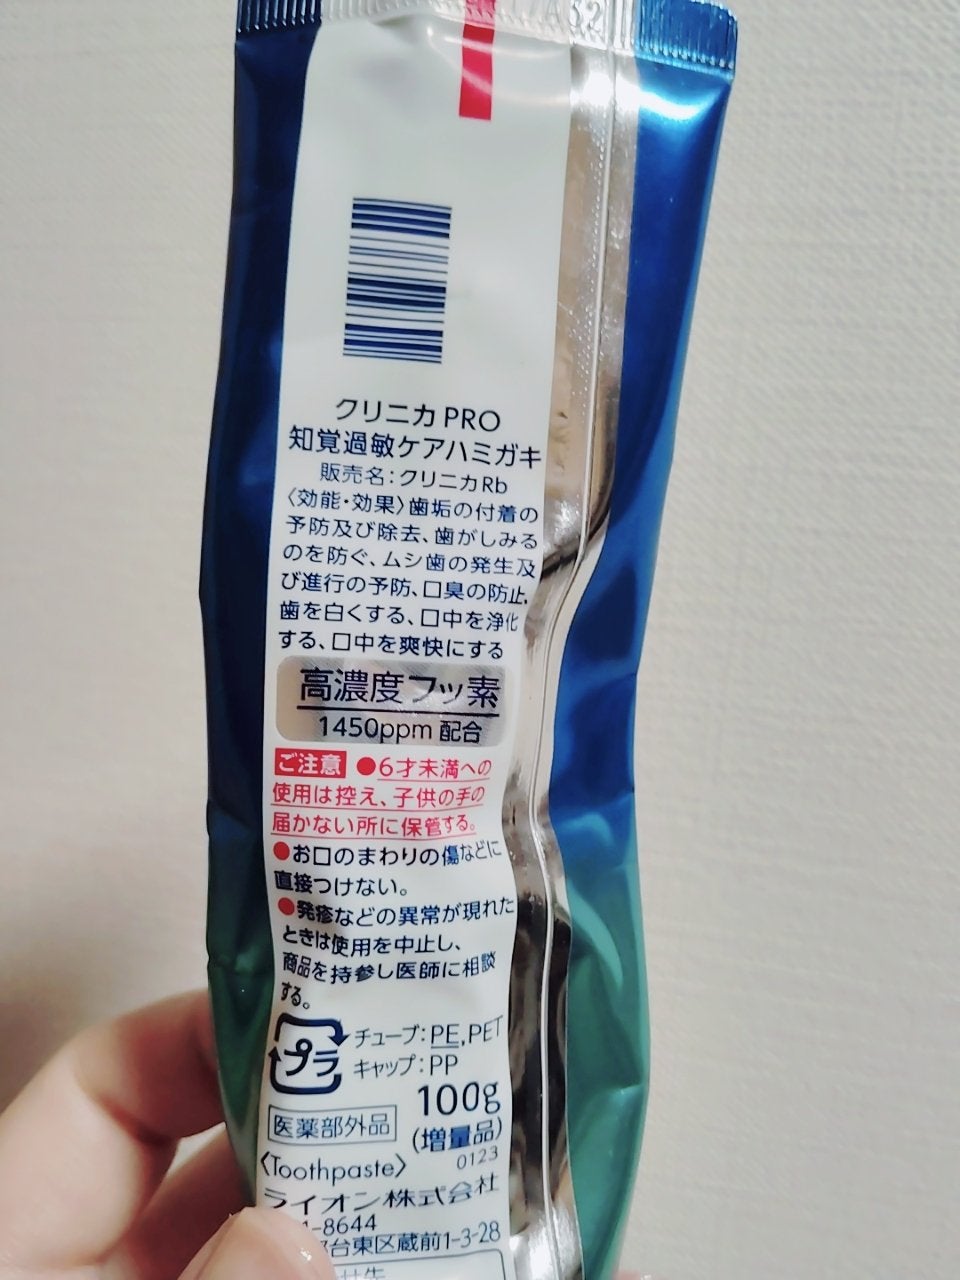 62
クリニカ PRO
知覚過敏ケアハミガキ
販売名：クリニカRb
〈効能・効果〉歯垢の付着の
予防及び除去、歯がしみる
のを防ぐ、ムシ歯の発生及
び進行の予防、口臭の防止、
歯を白くする、口中を浄化
する、口中を爽快にする
高濃度フッ素
1450ppm 配合
ご注意 ●6才未満への
使用は控え、子供の手の
届かない所に保管する。
●お口のまわりの傷などに
直接つけない。
●発疹などの異常が現れた
ときは使用を中止し、
商品を持参し医師に相談
する。
プラ
チューブ：PE,PET
キャップ：PP
100g
医薬部外品
(増量品)
0123
〈Toothpaste〉
ライオン株式会社
-8644
台東区蔵前1-3-28